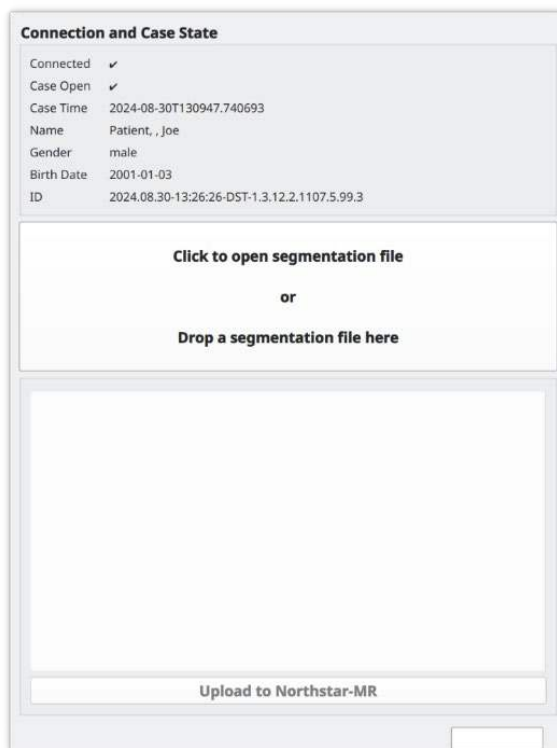 Connection and Case State
Connected ✔
Case Open ✔
Case Time 2024-08-30T130947.740693
Name Patient, , Joe
Gender male
Birth Date 2001-01-03
ID 2024.08.30-13:26:26-DST-1.3.12.2.1107.5.99.3
Click to open segmentation file
or
Drop a segmentation file here
Upload to Northstar-MR